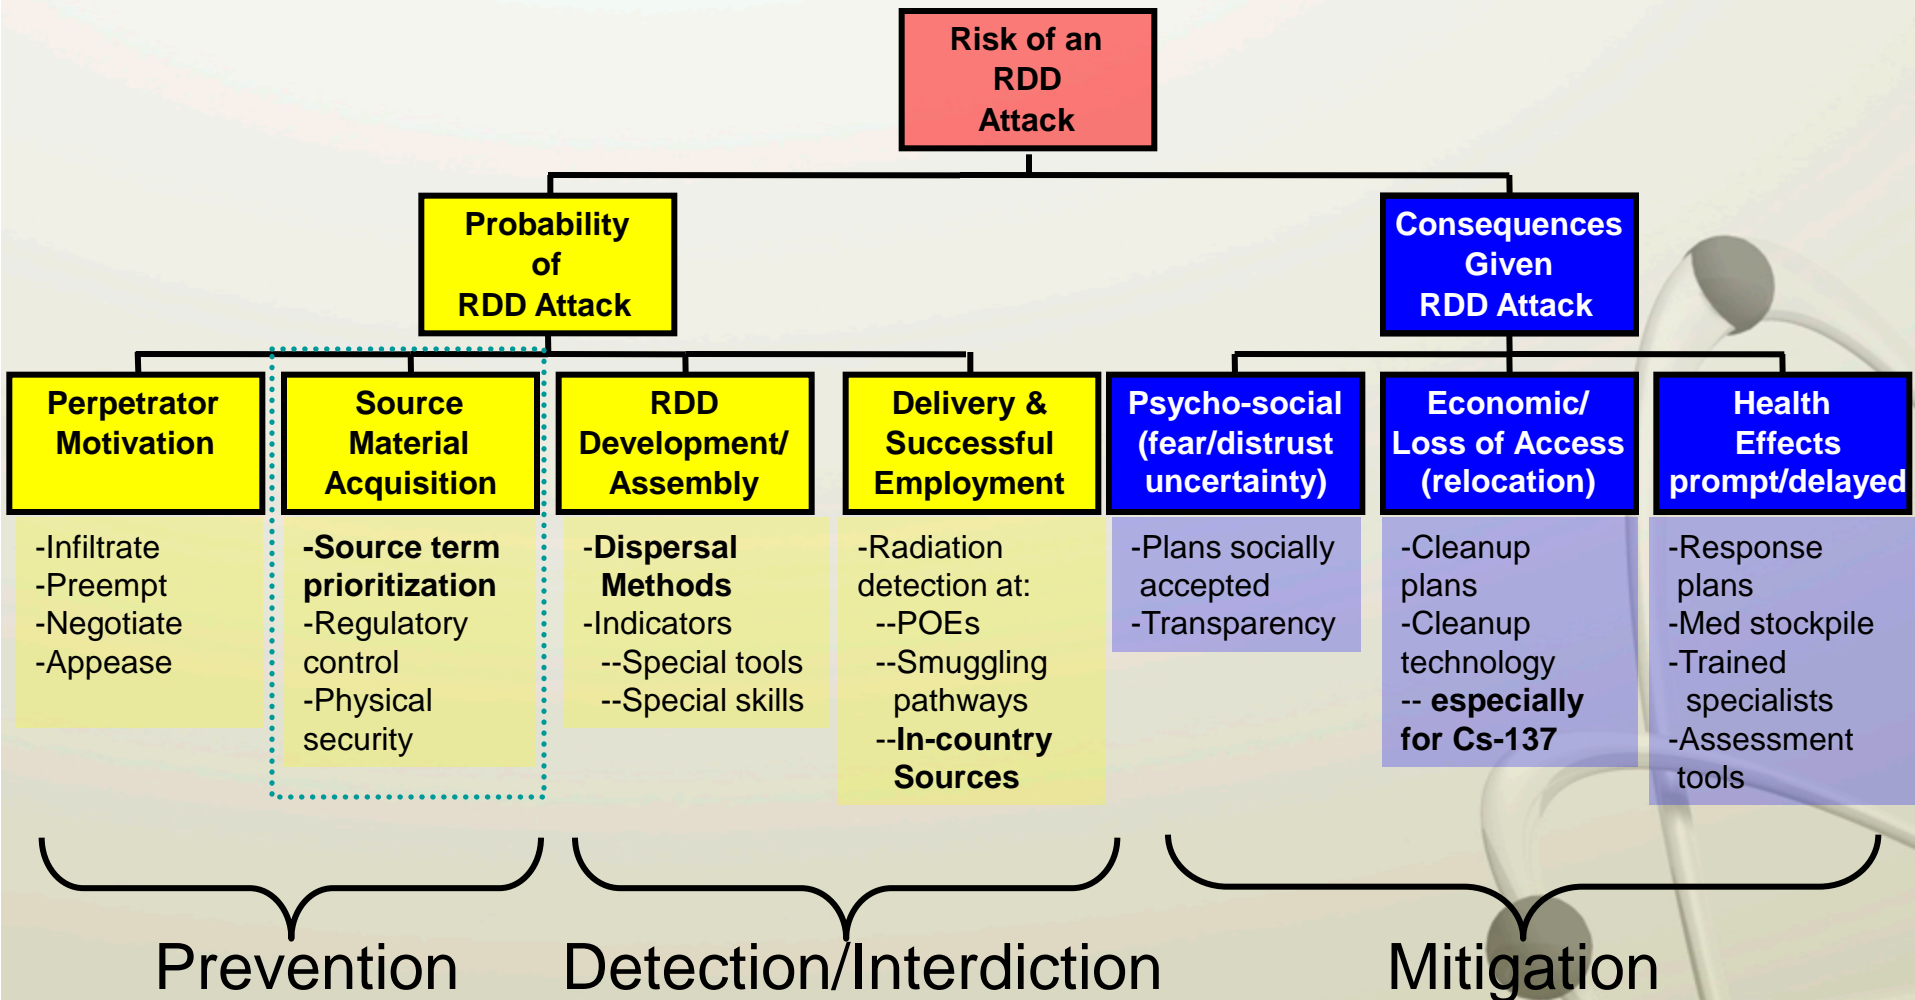 Risk of an
RDD
Attack
Probability
of
RDD Attack
Consequences
Given
RDD Attack
Perpetrator
Motivation
Source
Material
Acquisition
RDD
Development/
Assembly
Delivery &
Successful
Employment
Psycho-social
(fear/distrust
uncertainty)
Economic/
Loss of Access
(relocation)
Health
Effects
prompt/delayed
-Infiltrate
-Preempt
-Negotiate
-Appease
-Source term
prioritization
-Regulatory
control
-Physical
security
-Dispersal
Methods
-Indicators
--Special tools
--Special skills
-Radiation
detection at:
--POEs
--Smuggling
pathways
--In-country
Sources
-Plans socially
accepted
-Transparency
-Cleanup
plans
-Cleanup
technology
-- especially
for Cs-137
-Response
plans
-Med stockpile
-Trained
specialists
-Assessment
tools
Prevention
Detection/Interdiction
Mitigation